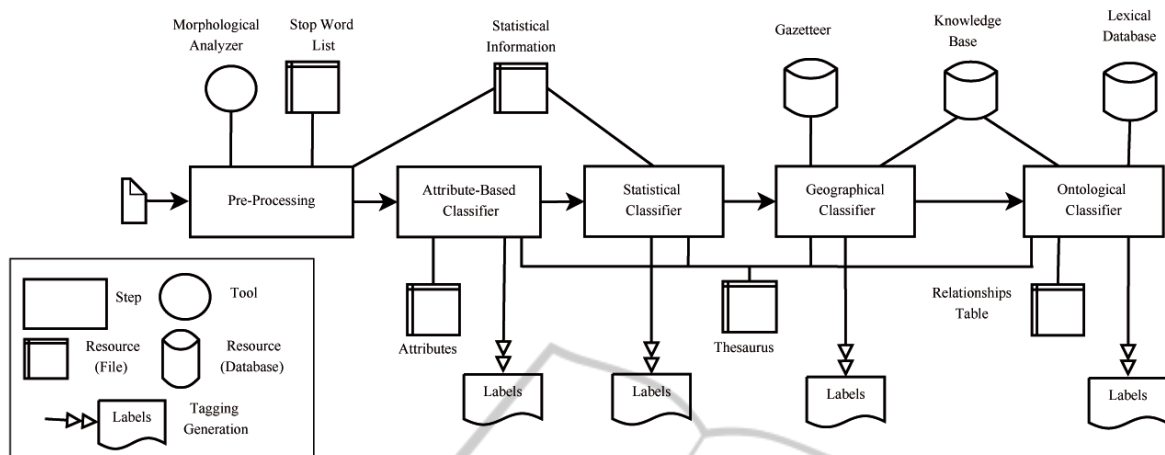 Morphological
Analyzer
Stop Word
List
Statistical
Information
Gazetteer
Knowledge
Base
Lexical
Database
Pre-Processing
Attribute-Based
Classifier
Statistical
Classifier
Geographical
Classifier
Ontological
Classifier
Attributes
Thesaurus
Relationships
Table
Labels
Labels
Labels
Labels
Step
Tool
Resource
(File)
Resource
(Database)
Labels
Tagging
Generation